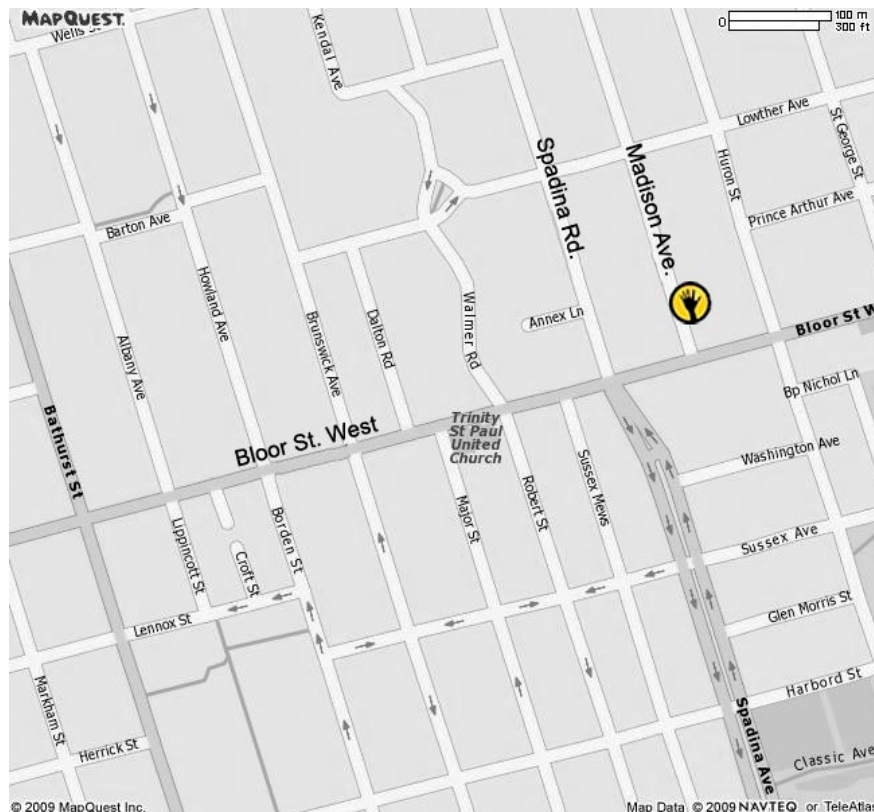 MAPQUEST.
0
100 m
300 ft
Wells St
Kendal Ave
Lowther Ave
St George St
Spadina Rd.
Madison Ave.
Huron St
Prince Arthur Ave
Barton Ave
Howland Ave
Albany Ave
Brunswick Ave
Dalton Rd
Walmer Rd
Annex Ln
Bloor St W
Bp Nichol Ln
Bathurst St
Bloor St. West
Trinity
St Paul
United
Church
Washington Ave
Lippincott St
Croft St
Borden St
Major St
Robert St
Sussex Mews
Sussex Ave
Glen Morris St
Lennox St
Markham St
Herrick St
Harbord St
Spadina Ave
Classic Ave
© 2009 MapQuest Inc.
Map Data © 2009 NAVTEQ or TeleAtlas